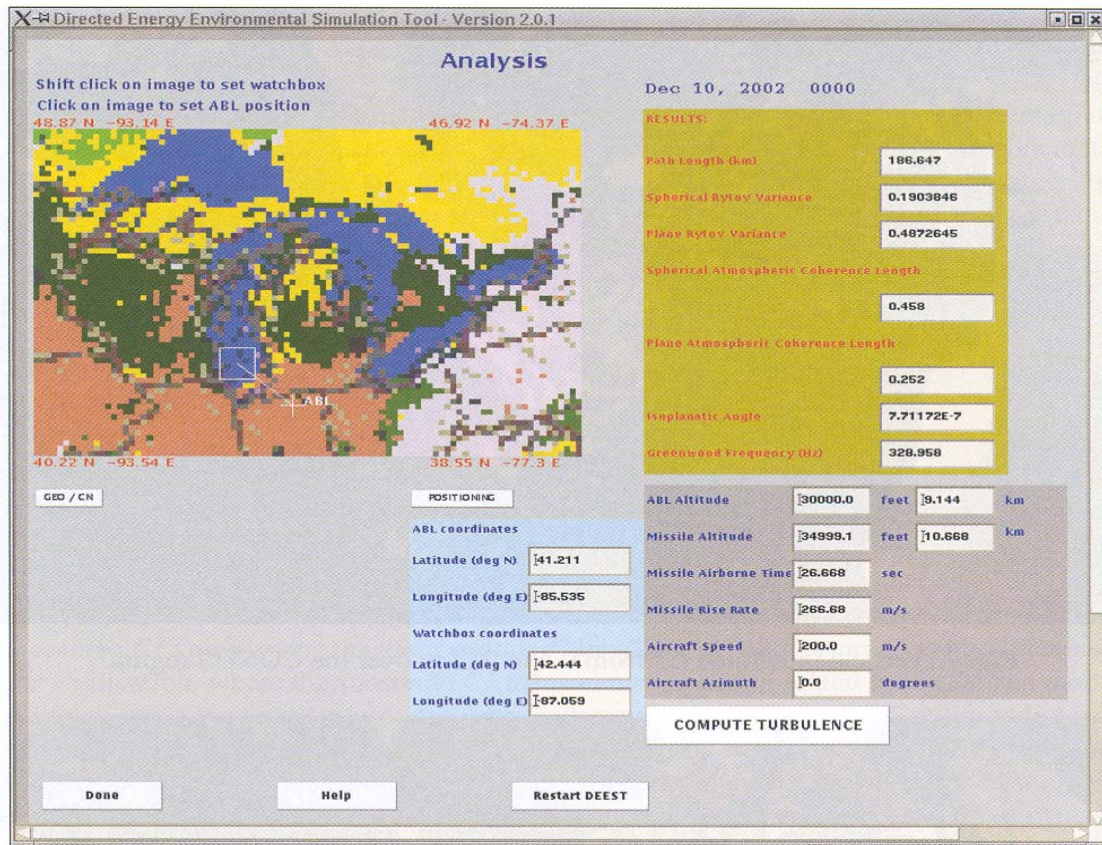 Directed Energy Environmental Simulation Tool - Version 2.0.1
Analysis
Shift click on image to set watchbox
Click on image to set ABL position
Dec 10, 2002 0000
48.87 N -93.14 E
46.92 N -74.37 E
ABL
40.22 N -93.54 E
38.55 N -77.3 E
RESULTS:
Path Length (km) 186.647
Spherical Rytov Variance 0.1903846
Plane Rytov Variance 0.4872645
Spherical Atmospheric Coherence Length
0.458
Plane Atmospheric Coherence Length
0.252
Isoplanatic Angle 7.71172E-7
Greenwood Frequency (Hz) 328.958
GEO / CN
POSITIONING
ABL coordinates
Latitude (deg N) 41.211
Longitude (deg E) -85.535
Watchbox coordinates
Latitude (deg N) 42.444
Longitude (deg E) -87.059
ABL Altitude 30000.0 feet 9.144 km
Missile Altitude 34999.1 feet 10.668 km
Missile Airborne Time 26.668 sec
Missile Rise Rate 266.68 m/s
Aircraft Speed 200.0 m/s
Aircraft Azimuth 0.0 degrees
COMPUTE TURBULENCE
Done
Help
Restart DEEST